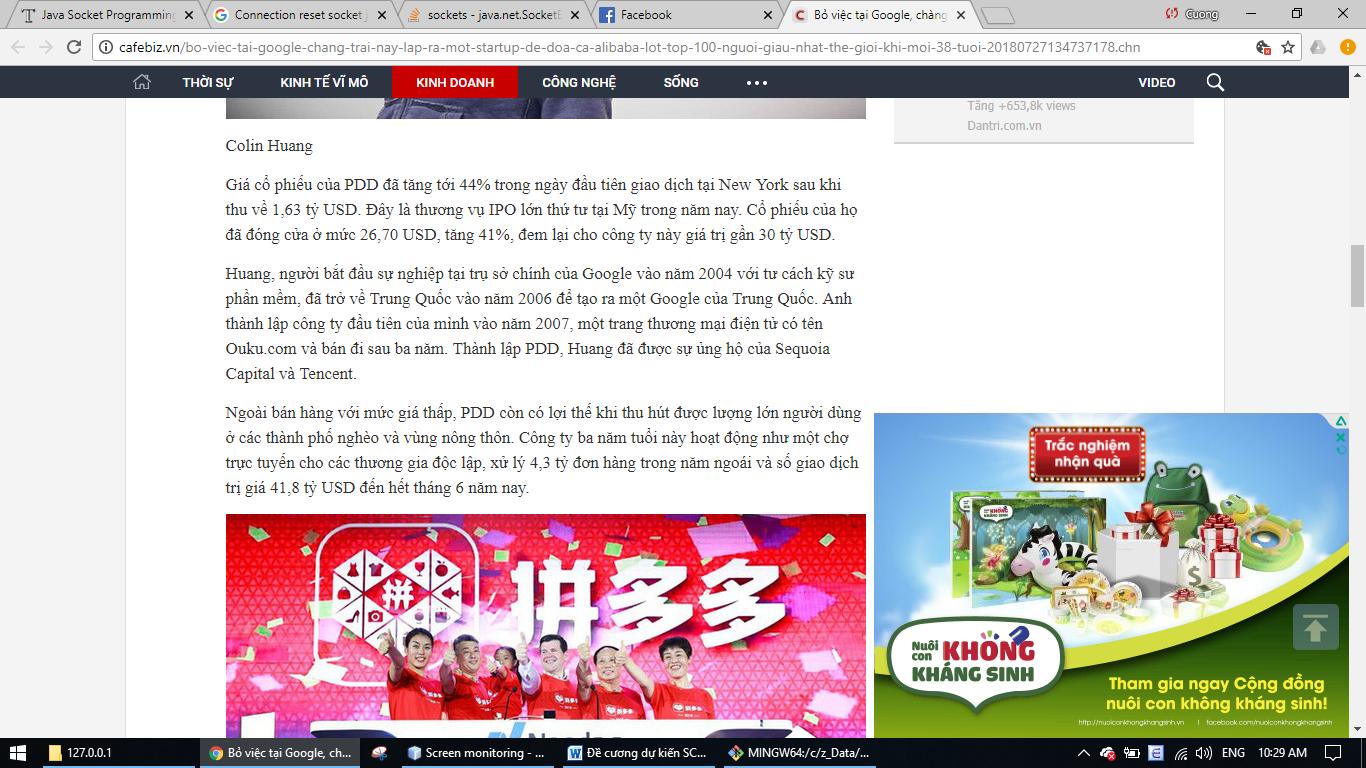 Java Socket Programming
Connection reset socket j
sockets - java.net.SocketE
Facebook
Bỏ việc tại Google, chàng
Cuong
cafebiz.vn/bo-viec-tai-google-chang-trai-nay-lap-ra-mot-startup-de-doa-ca-alibaba-lot-top-100-nguoi-giau-nhat-the-gioi-khi-moi-38-tuoi-20180727134737178.chn
THỜI SỰ
KINH TẾ VĨ MÔ
KINH DOANH
CÔNG NGHỆ
SỐNG
VIDEO
Tăng +653,8k views
Dantri.com.vn
Colin Huang
Giá cổ phiếu của PDD đã tăng tới 44% trong ngày đầu tiên giao dịch tại New York sau khi
thu về 1,63 tỷ USD. Đây là thương vụ IPO lớn thứ tư tại Mỹ trong năm nay. Cổ phiếu của họ
đã đóng cửa ở mức 26,70 USD, tăng 41%, đem lại cho công ty này giá trị gần 30 tỷ USD.
Huang, người bắt đầu sự nghiệp tại trụ sở chính của Google vào năm 2004 với tư cách kỹ sư
phần mềm, đã trở về Trung Quốc vào năm 2006 để tạo ra một Google của Trung Quốc. Anh
thành lập công ty đầu tiên của mình vào năm 2007, một trang thương mại điện tử có tên
Ouku.com và bán đi sau ba năm. Thành lập PDD, Huang đã được sự ủng hộ của Sequoia
Capital và Tencent.
Ngoài bán hàng với mức giá thấp, PDD còn có lợi thế khi thu hút được lượng lớn người dùng
ở các thành phố nghèo và vùng nông thôn. Công ty ba năm tuổi này hoạt động như một chợ
trực tuyến cho các thương gia độc lập, xử lý 4,3 tỷ đơn hàng trong năm ngoái và số giao dịch
trị giá 41,8 tỷ USD đến hết tháng 6 năm nay.
拼
拼多多
Trắc nghiệm
nhận quà
Nuôi
con KHÔNG
KHÁNG SINH
Tham gia ngay Cộng đồng
nuôi con không kháng sinh!
http://nuoiconkhongkhangsinh.vn | facebook.com/nuoiconkhongkhangsinh
127.0.0.1
Bỏ việc tại Google, ch...
Screen monitoring - ...
Đề cương dự kiến SC...
MINGW64:/c/z_Data/...
ENG
10:29 AM